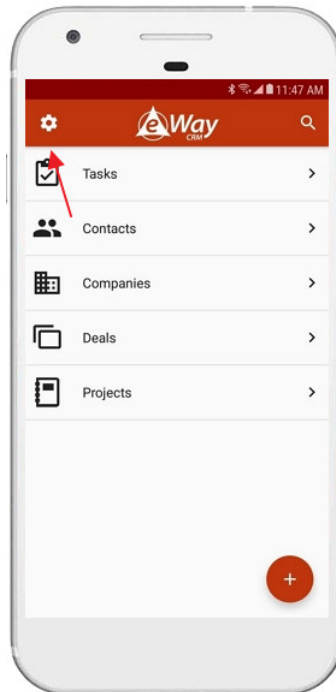 11:47 AM
eWay
CRM
Tasks
Contacts
Companies
Deals
Projects